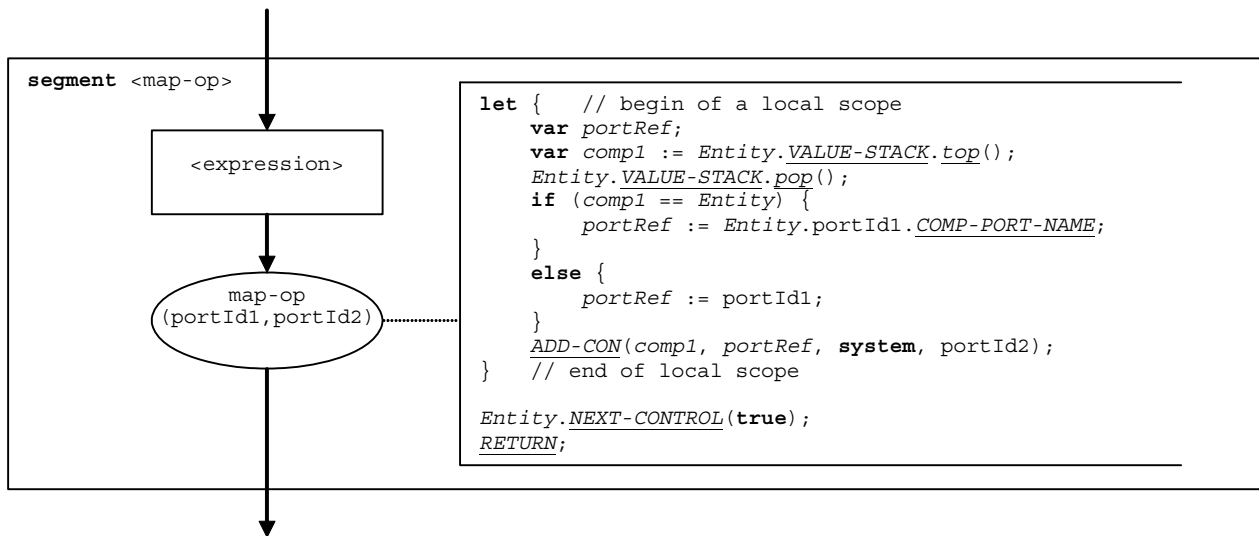 segment <map-op>
<expression>
map-op
(portId1,portId2)
let { // begin of a local scope
var portRef;
var comp1 := Entity.VALUE-STACK.top();
Entity.VALUE-STACK.pop();
if (comp1 == Entity) {
portRef := Entity.portId1.COMP-PORT-NAME;
}
else {
portRef := portId1;
}
ADD-CON(comp1, portRef, system, portId2);
} // end of local scope
Entity.NEXT-CONTROL(true);
RETURN;